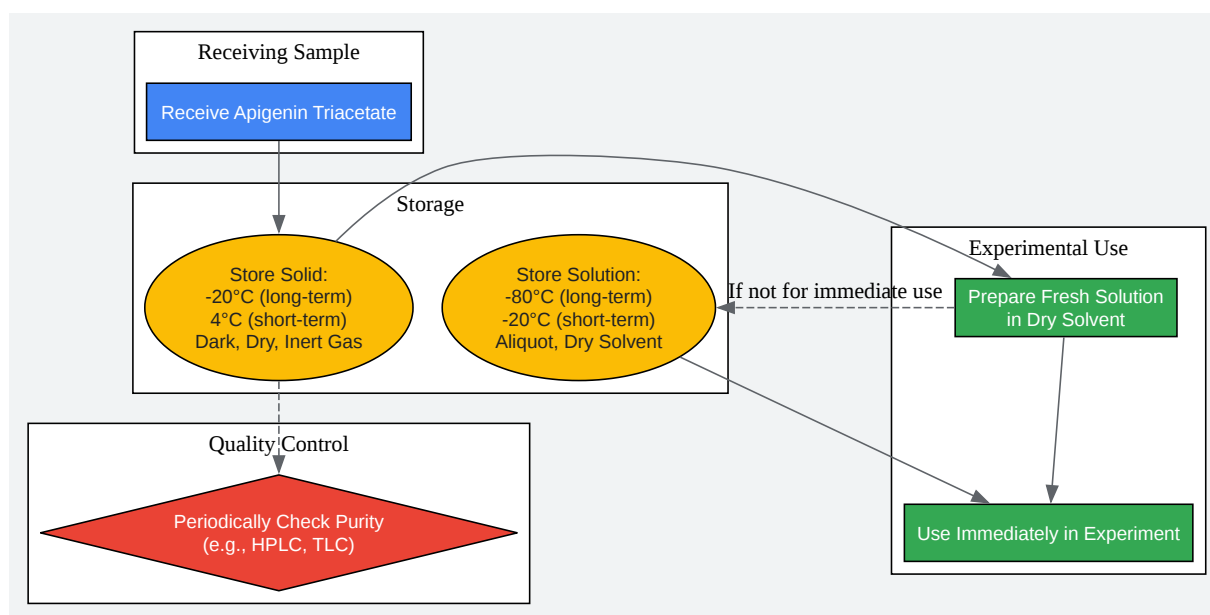 Receiving Sample
Receive Apigenin Triacetate
Storage
Store Solid:
-20°C (long-term)
4°C (short-term)
Dark, Dry, Inert Gas
Store Solution:
-80°C (long-term)
-20°C (short-term)
Aliquot, Dry Solvent
If not for immediate use
Experimental Use
Prepare Fresh Solution
in Dry Solvent
Use Immediately in Experiment
Quality Control
Periodically Check Purity
(e.g., HPLC, TLC)